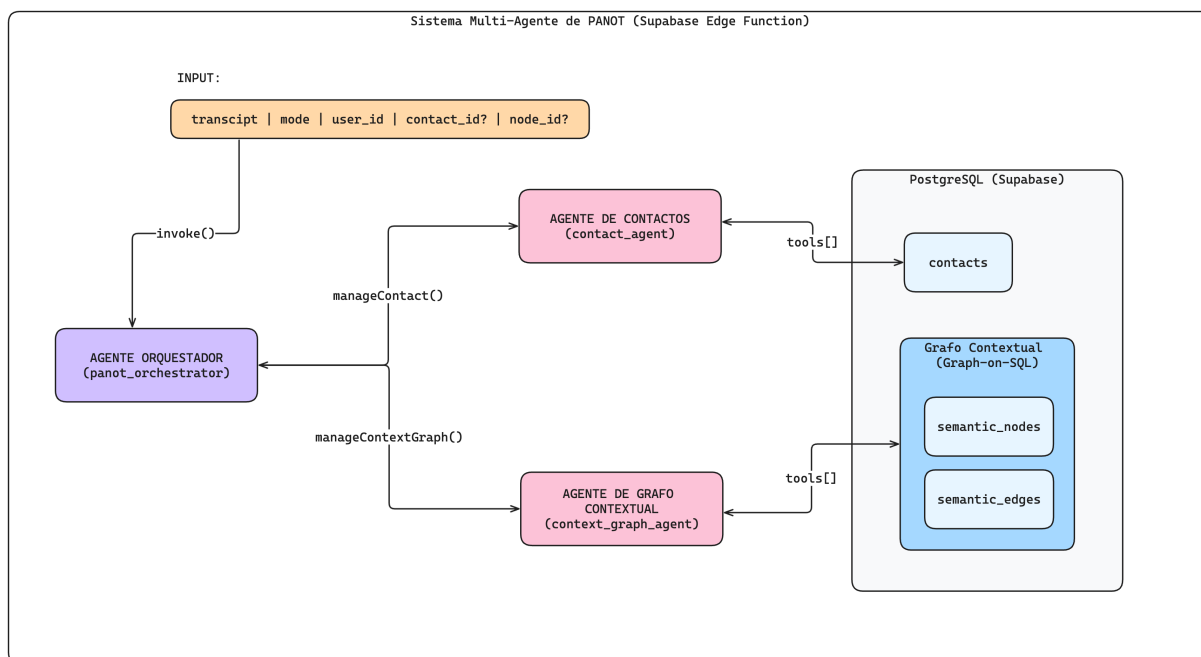 Sistema Multi-Agente de PANOT (Supabase Edge Function)
INPUT:
transcipt | mode | user_id | contact_id? | node_id?
invoke()
AGENTE ORQUESTADOR
(panot_orchestrator)
manageContact()
manageContextGraph()
AGENTE DE CONTACTOS
(contact_agent)
AGENTE DE GRAFO
CONTEXTUAL
(context_graph_agent)
tools[]
tools[]
PostgreSQL (Supabase)
contacts
Grafo Contextual
(Graph-on-SQL)
semantic_nodes
semantic_edges